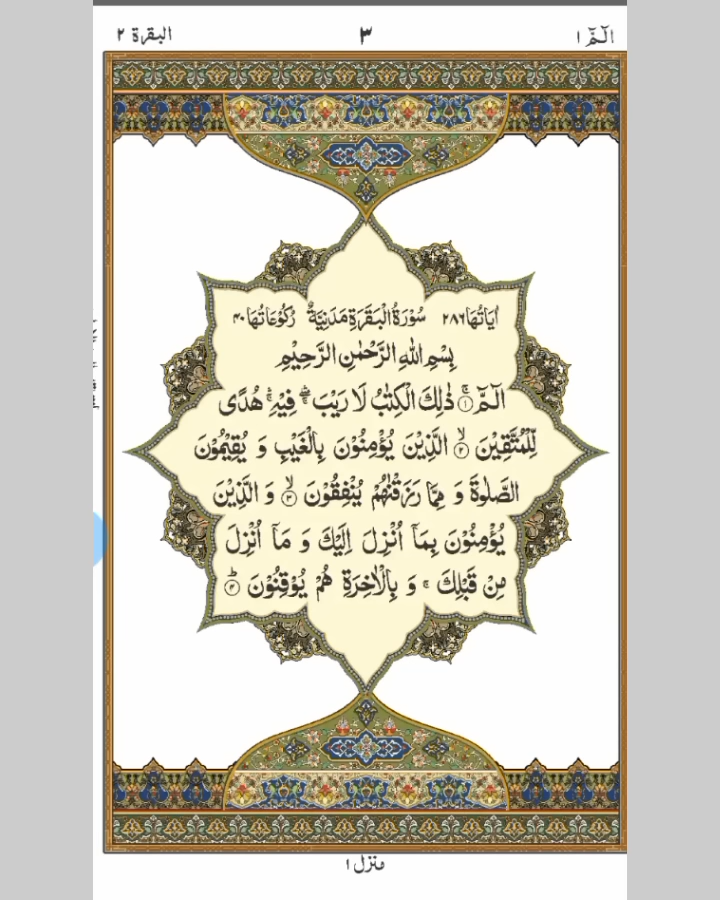 الٓمّٓ ١
٣
البقرة ٢
اٰيَاتُهَا ٢٨٦ سُوْرَةُ الْبَقَرَةِ مَدَنِيَّةٌ رُكُوْعَاتُهَا ٤٠
بِسْمِ اللّٰهِ الرَّحْمٰنِ الرَّحِيْمِ
الٓمّٓ ۚ﴿١﴾ ذٰلِكَ الْكِتٰبُ لَا رَيْبَ ۛۖ فِيْهِ ۛۚ هُدًى
لِّلْمُتَّقِيْنَ ۙ﴿٢﴾ الَّذِيْنَ يُؤْمِنُوْنَ بِالْغَيْبِ وَ يُقِيْمُوْنَ
الصَّلٰوةَ وَ مِمَّا رَزَقْنٰهُمْ يُنْفِقُوْنَ ۙ﴿٣﴾ وَ الَّذِيْنَ
يُؤْمِنُوْنَ بِمَاۤ اُنْزِلَ اِلَيْكَ وَ مَاۤ اُنْزِلَ
مِنْ قَبْلِكَ ۚ وَ بِالْاٰخِرَةِ هُمْ يُوْقِنُوْنَ ؕ﴿٤﴾
منزل ١